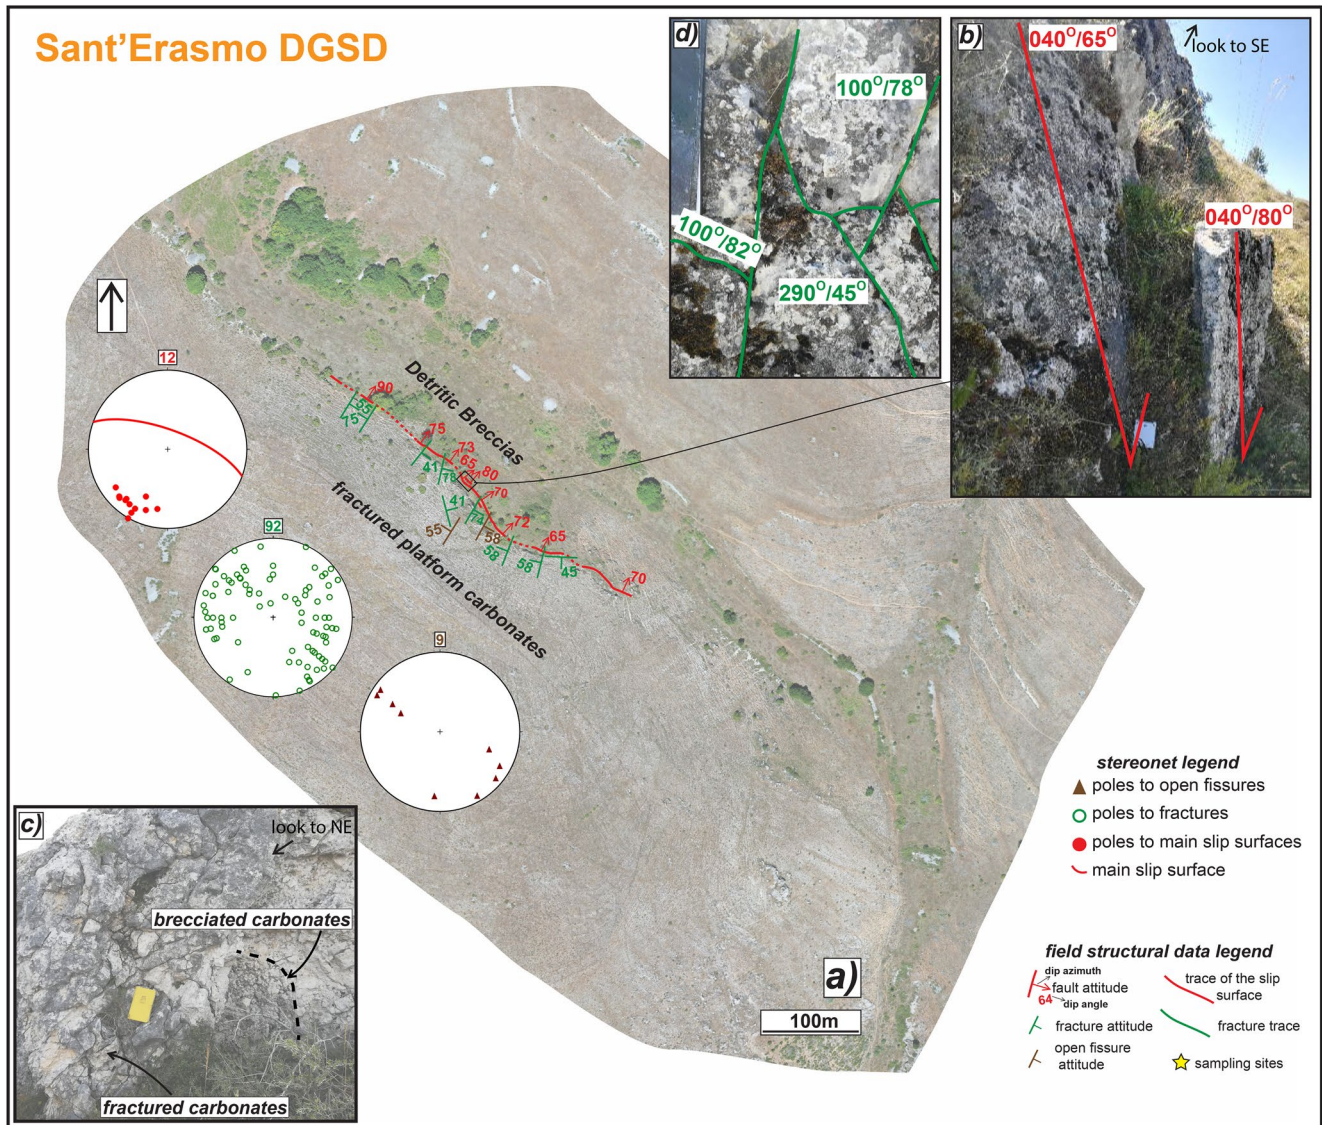 Sant'Erasmo DGSD
d)
100°/78°
100°/82°
290°/45°
b)
look to SE
040°/65°
040°/80°
12
92
9
Detritic Breccias
fractured platform carbonates
90
55
75
75
41
73
65
78
80
70
41
74
55
58
72
58
65
58
45
70
c)
look to NE
brecciated carbonates
fractured carbonates
a)
100m
stereonet legend
poles to open fissures
poles to fractures
poles to main slip surfaces
main slip surface
field structural data legend
dip azimuth
fault attitude
64
dip angle
trace of the slip
surface
fracture attitude
fracture trace
open fissure
attitude
sampling sites